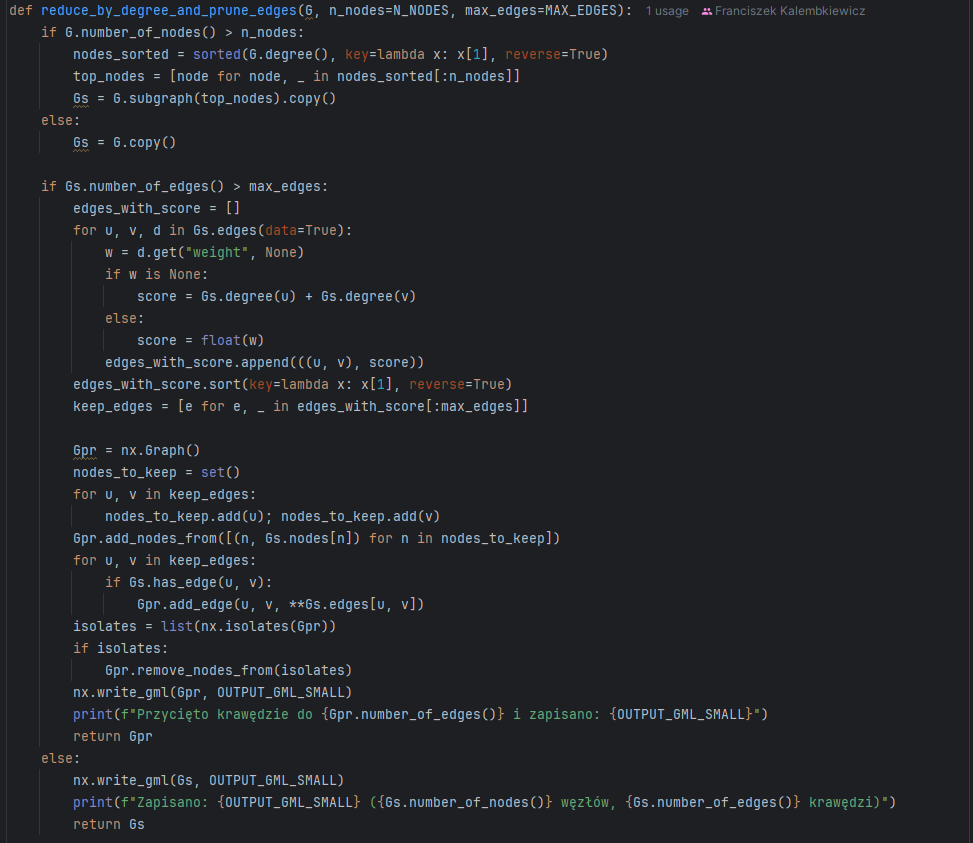 def reduce_by_degree_and_prune_edges(G, n_nodes=N_NODES, max_edges=MAX_EDGES): 1 usage Franciszek Kalembkiewicz
    if G.number_of_nodes() > n_nodes:
        nodes_sorted = sorted(G.degree(), key=lambda x: x[1], reverse=True)
        top_nodes = [node for node, _ in nodes_sorted[:n_nodes]]
        Gs = G.subgraph(top_nodes).copy()
    else:
        Gs = G.copy()

    if Gs.number_of_edges() > max_edges:
        edges_with_score = []
        for u, v, d in Gs.edges(data=True):
            w = d.get("weight", None)
            if w is None:
                score = Gs.degree(u) + Gs.degree(v)
            else:
                score = float(w)
            edges_with_score.append(((u, v), score))
        edges_with_score.sort(key=lambda x: x[1], reverse=True)
        keep_edges = [e for e, _ in edges_with_score[:max_edges]]

        Gpr = nx.Graph()
        nodes_to_keep = set()
        for u, v in keep_edges:
            nodes_to_keep.add(u); nodes_to_keep.add(v)
        Gpr.add_nodes_from([(n, Gs.nodes[n]) for n in nodes_to_keep])
        for u, v in keep_edges:
            if Gs.has_edge(u, v):
                Gpr.add_edge(u, v, **Gs.edges[u, v])
        isolates = list(nx.isolates(Gpr))
        if isolates:
            Gpr.remove_nodes_from(isolates)
        nx.write_gml(Gpr, OUTPUT_GML_SMALL)
        print(f"Przycięto krawędzie do {Gpr.number_of_edges()} i zapisano: {OUTPUT_GML_SMALL}")
        return Gpr
    else:
        nx.write_gml(Gs, OUTPUT_GML_SMALL)
        print(f"Zapisano: {OUTPUT_GML_SMALL} ({Gs.number_of_nodes()} węzłów, {Gs.number_of_edges()} krawędzi)")
        return Gs